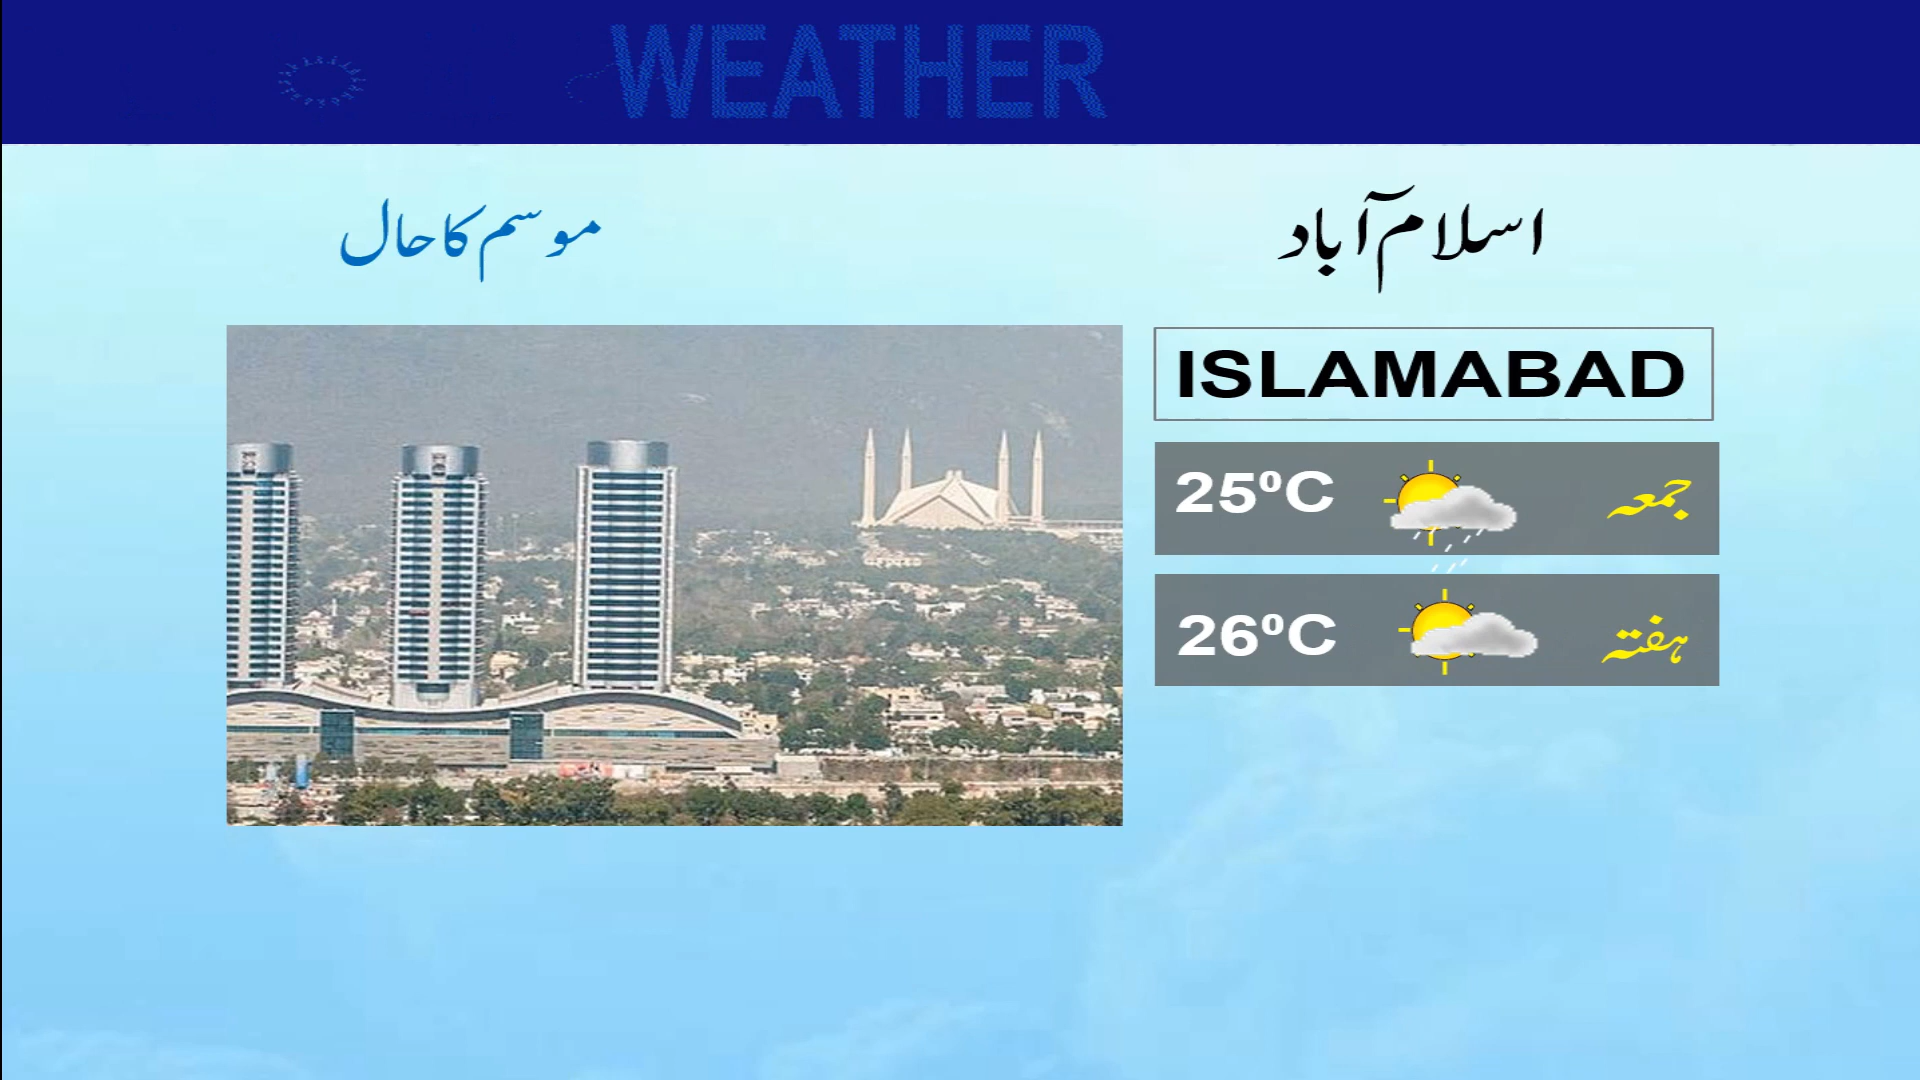 WEATHER
موسم کا حال
اسلام آباد
ISLAMABAD
25ºC جمعہ
26ºC ہفتہ